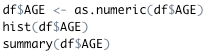 df$AGE <- as.numeric(df$AGE)
hist(df$AGE)
summary(df$AGE)